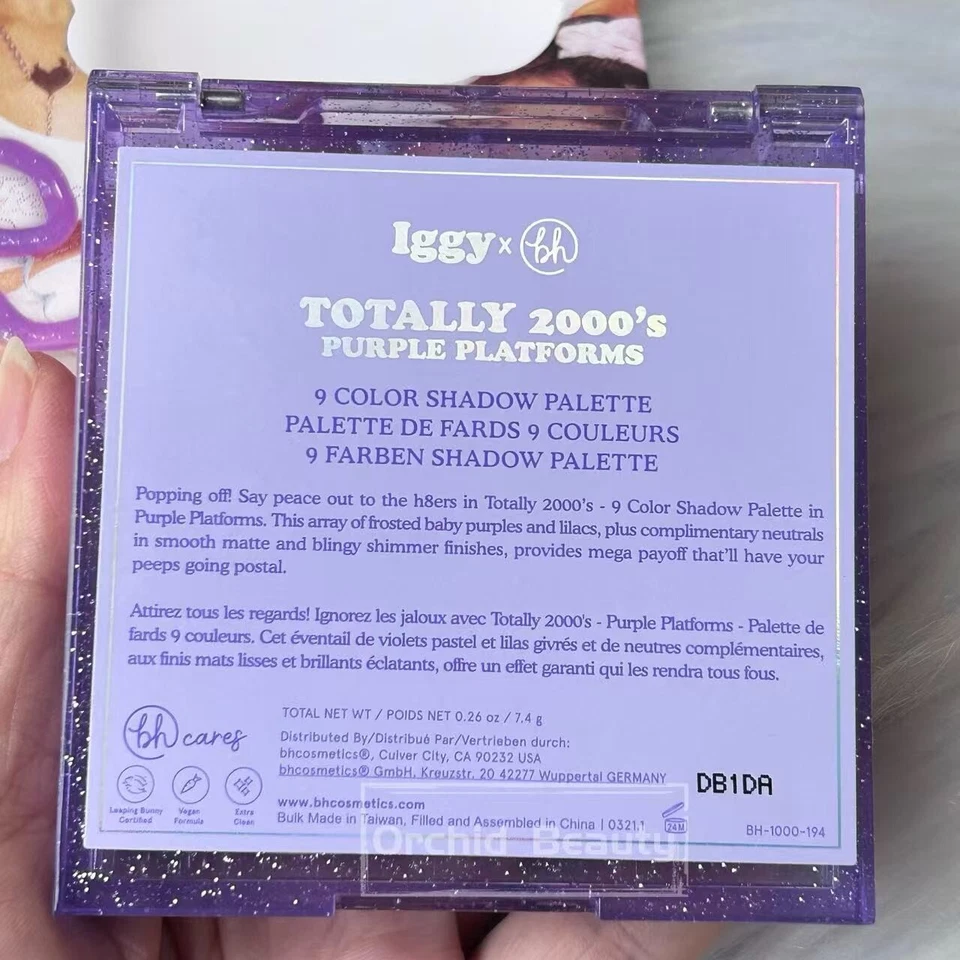 Iggy x bh
TOTALLY 2000's
PURPLE PLATFORMS
9 COLOR SHADOW PALETTE
PALETTE DE FARDS 9 COULEURS
9 FARBEN SHADOW PALETTE
Popping off! Say peace out to the h8ers in Totally 2000's - 9 Color Shadow Palette in
Purple Platforms. This array of frosted baby purples and lilacs, plus complimentary neutrals
in smooth matte and blingy shimmer finishes, provides mega payoff that'll have your
peeps going postal.
Attirez tous les regards! Ignorez les jaloux avec Totally 2000's - Purple Platforms - Palette de
fards 9 couleurs. Cet éventail de violets pastel et lilas givrés et de neutres complémentaires,
aux finis mats lisses et brillants éclatants, offre un effet garanti qui les rendra tous fous.
bh cares
Leaping Bunny
Certified
Vegan
Formula
Extra
Clean
TOTAL NET WT / POIDS NET 0.26 oz / 7.4 g
Distributed By/Distribué Par/Vertrieben durch:
bhcosmetics®, Culver City, CA 90232 USA
bhcosmetics® GmbH, Kreuzstr. 20 42277 Wuppertal GERMANY
www.bhcosmetics.com
Bulk Made in Taiwan, Filled and Assembled in China | 0321.1
24M
DB1DA
BH-1000-194
Orchid Beauty